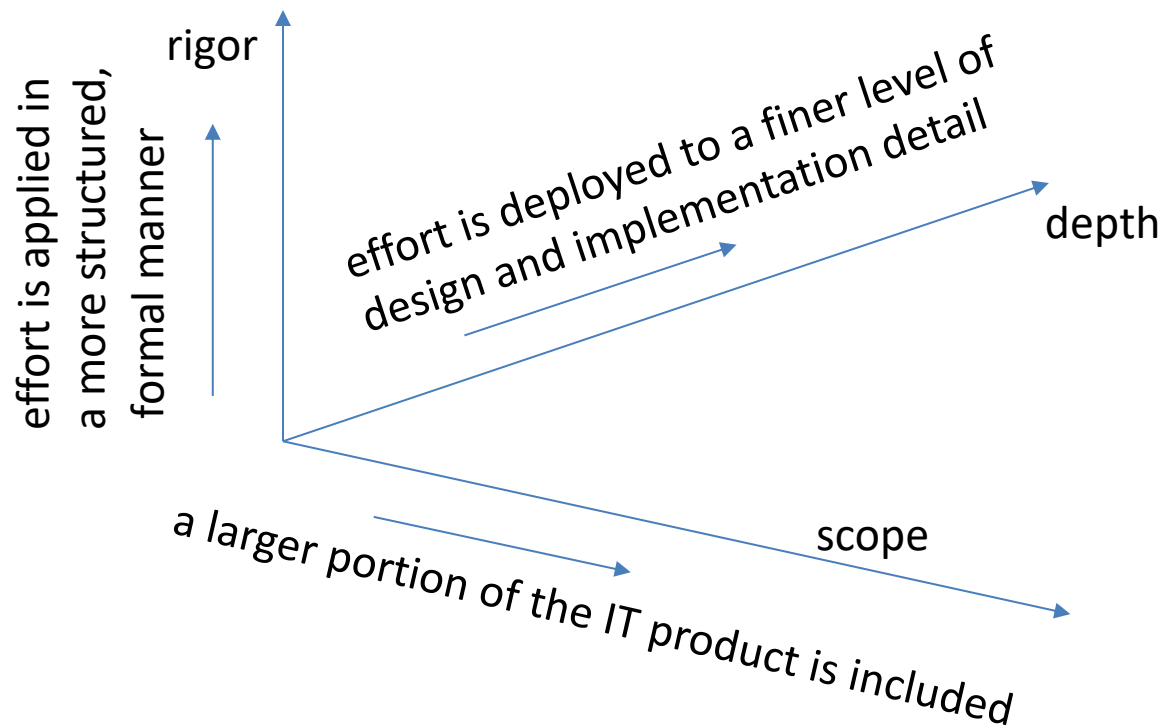 rigor
effort is applied in
a more structured,
formal manner
effort is deployed to a finer level of
design and implementation detail
depth
scope
a larger portion of the IT product is included